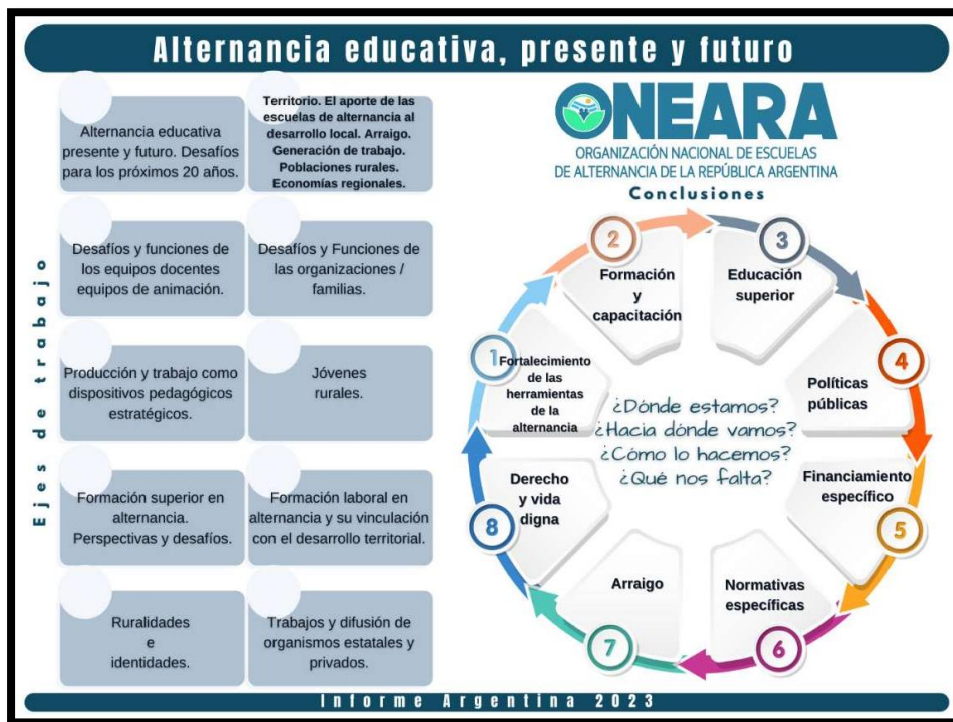 Alternancia educativa, presente y futuro
Ejes de trabajo
Alternancia educativa
presente y futuro. Desafíos
para los próximos 20 años.
Territorio. El aporte de las
escuelas de alternancia al
desarrollo local. Arraigo.
Generación de trabajo.
Poblaciones rurales.
Economías regionales.
Desafíos y funciones de
los equipos docentes
equipos de animación.
Desafíos y Funciones de
las organizaciones /
familias.
Producción y trabajo como
dispositivos pedagógicos
estratégicos.
Jóvenes
rurales.
Formación superior en
alternancia.
Perspectivas y desafíos.
Formación laboral en
alternancia y su vinculación
con el desarrollo territorial.
Ruralidades
e
identidades.
Trabajos y difusión de
organismos estatales y
privados.
ONEARA
ORGANIZACIÓN NACIONAL DE ESCUELAS
DE ALTERNANCIA DE LA REPÚBLICA ARGENTINA
Conclusiones
1
Fortalecimiento
de las
herramientas
de la
alternancia
2
Formación
y
capacitación
3
Educación
superior
4
Políticas
públicas
5
Financiamiento
específico
6
Normativas
específicas
7
Arraigo
8
Derecho
y vida
digna
¿Dónde estamos?
¿Hacia dónde vamos?
¿Cómo lo hacemos?
¿Qué nos falta?
Informe Argentina 2023